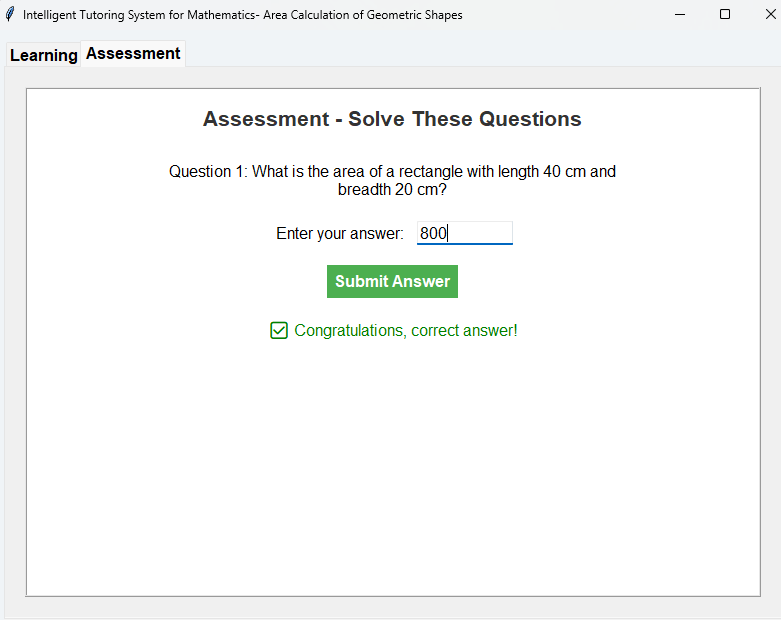 Intelligent Tutoring System for Mathematics- Area Calculation of Geometric Shapes
Learning
Assessment
Assessment - Solve These Questions
Question 1: What is the area of a rectangle with length 40 cm and
breadth 20 cm?
Enter your answer: 800
Submit Answer
Congratulations, correct answer!